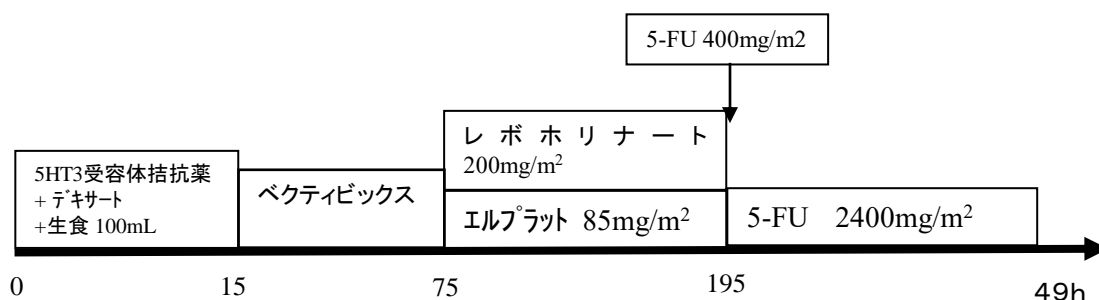 5-FU 400mg/m2
レ ボ ホ リ ナ ー ト
200mg/m²
5HT3受容体拮抗薬
+ ﾃﾞｷサート
+生食 100mL
ベクティビックス
エルプラット 85mg/m²
5-FU 2400mg/m²
0 15 75 195 49h